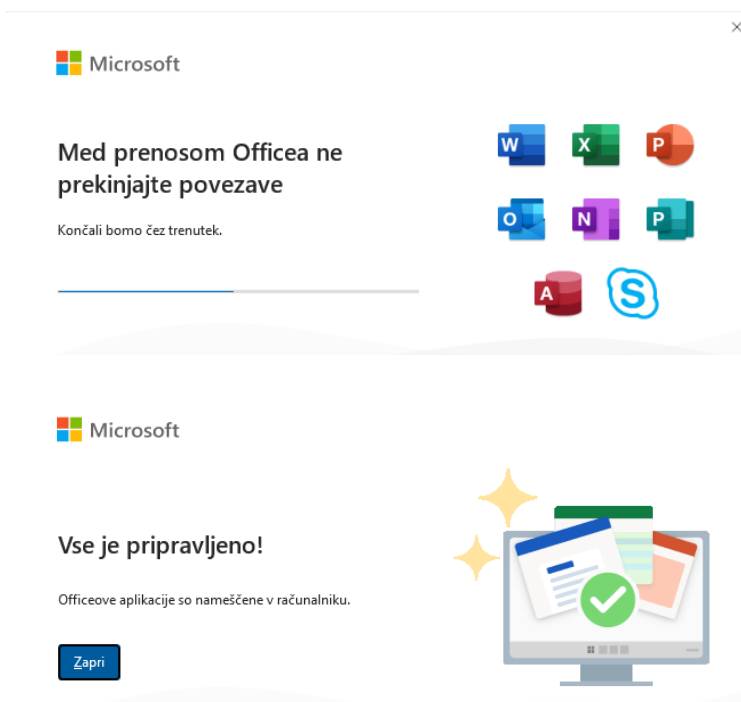 Microsoft
Med prenosom Officea ne
prekinjajte povezave
Končali bomo čez trenutek.
W X P
O N P
A S
Microsoft
Vse je pripravljeno!
Officeove aplikacije so nameščene v računalniku.
Zapri